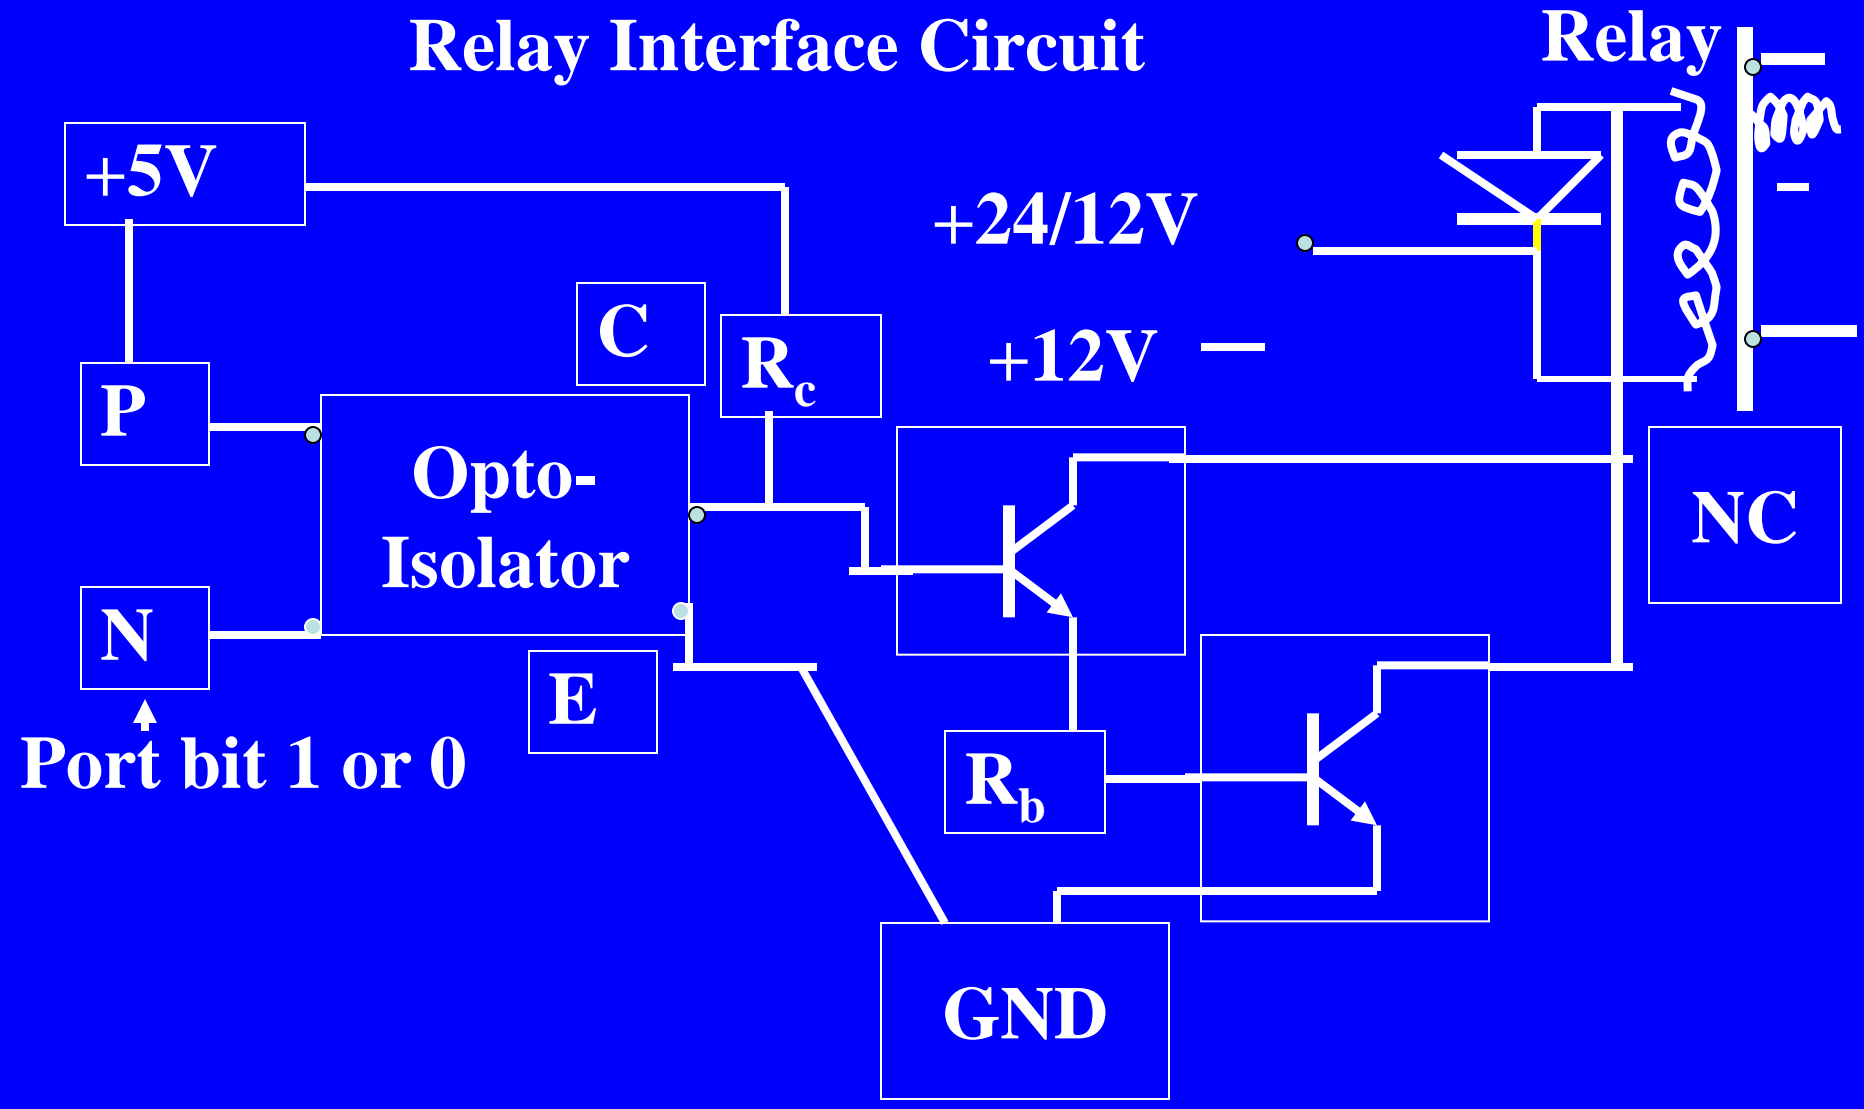 Relay Interface Circuit
Relay
+5V
+24/12V
C
Rc
+12V
P
Opto-
Isolator
NC
N
E
Port bit 1 or 0
Rb
GND